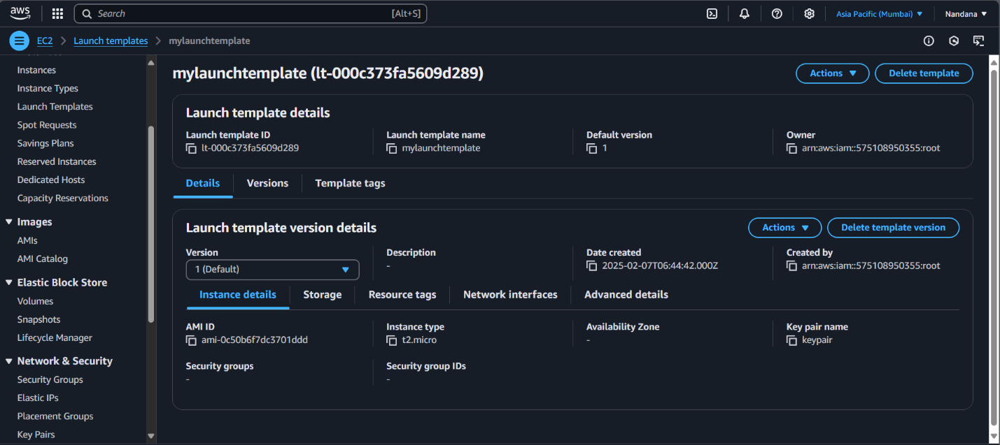 aws Search [Alt+S] Asia Pacific (Mumbai) Nandana
EC2 Launch templates mylaunchtemplate
Instances
Instance Types
Launch Templates
Spot Requests
Savings Plans
Reserved Instances
Dedicated Hosts
Capacity Reservations
Images
AMIs
AMI Catalog
Elastic Block Store
Volumes
Snapshots
Lifecycle Manager
Network & Security
Security Groups
Elastic IPs
Placement Groups
Key Pairs
mylaunchtemplate (lt-000c373fa5609d289) Actions Delete template
Launch template details
Launch template ID Launch template name Default version Owner
lt-000c373fa5609d289 mylaunchtemplate 1 arn:aws:iam::575108950355:root
Details Versions Template tags
Launch template version details Actions Delete template version
Version Description Date created Created by
1 (Default) - 2025-02-07T06:44:42.000Z arn:aws:iam::575108950355:root
Instance details Storage Resource tags Network interfaces Advanced details
AMI ID Instance type Availability Zone Key pair name
ami-0c50b6f7dc3701ddd t2.micro - keypair
Security groups Security group IDs
- -